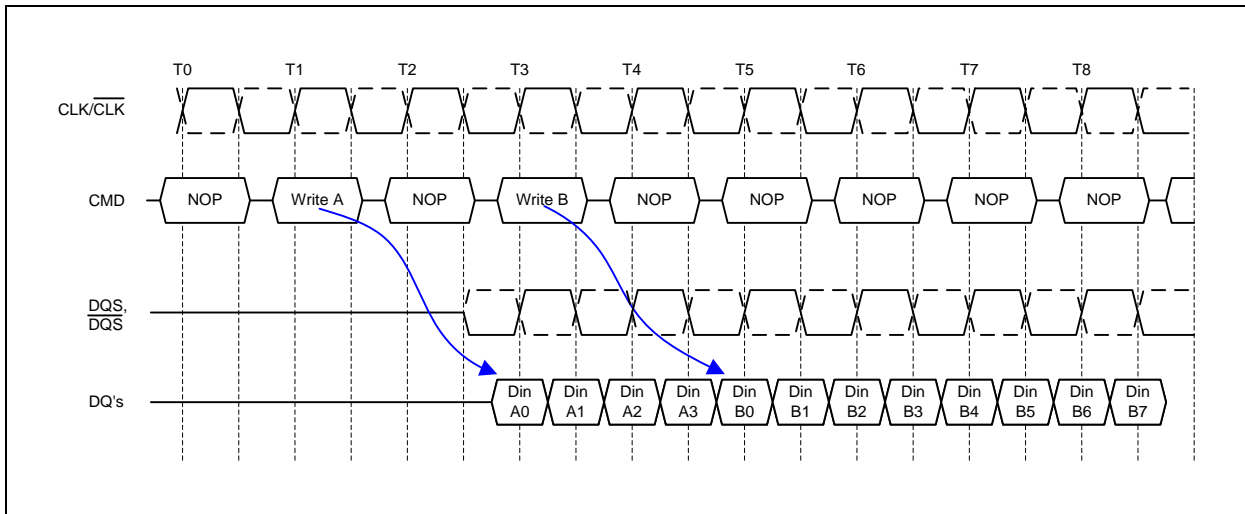 T0 T1 T2 T3 T4 T5 T6 T7 T8
CLK/CLK
CMD NOP Write A NOP Write B NOP NOP NOP NOP NOP
DQS,
DQS
DQ's
Din Din Din Din Din Din Din Din Din Din Din Din
A0 A1 A2 A3 B0 B1 B2 B3 B4 B5 B6 B7